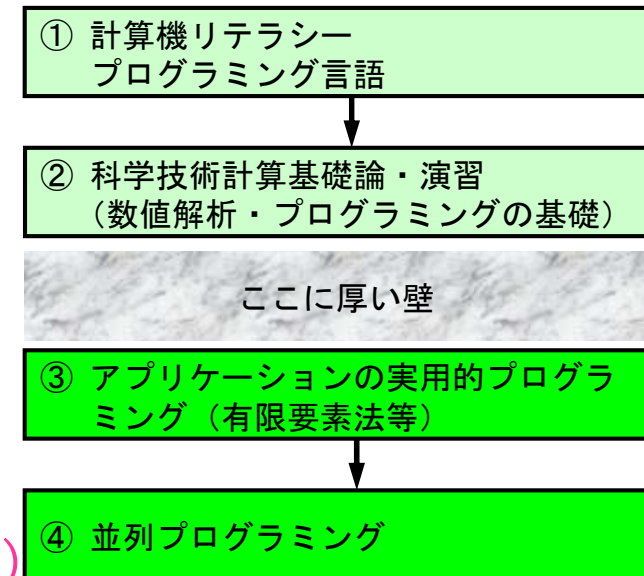 ① 計算機リテラシー
プログラミング言語
② 科学技術計算基礎論・演習
（数値解析・プログラミングの基礎）
ここに厚い壁
③ アプリケーションの実用的プログラ
ミング（有限要素法等）
④ 並列プログラミング
)